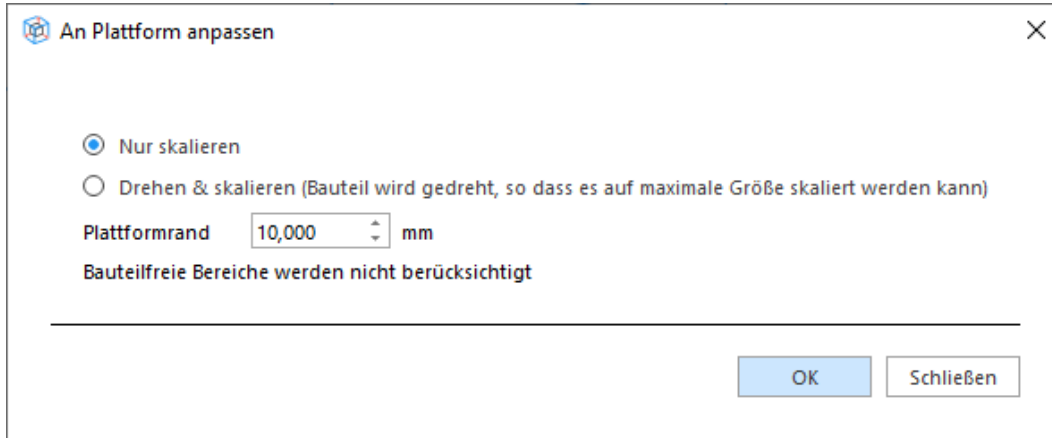 An Plattform anpassen
Nur skalieren
Drehen & skalieren (Bauteil wird gedreht, so dass es auf maximale Größe skaliert werden kann)
Plattformrand 10,000 mm
Bauteilfreie Bereiche werden nicht berücksichtigt
OK Schließen